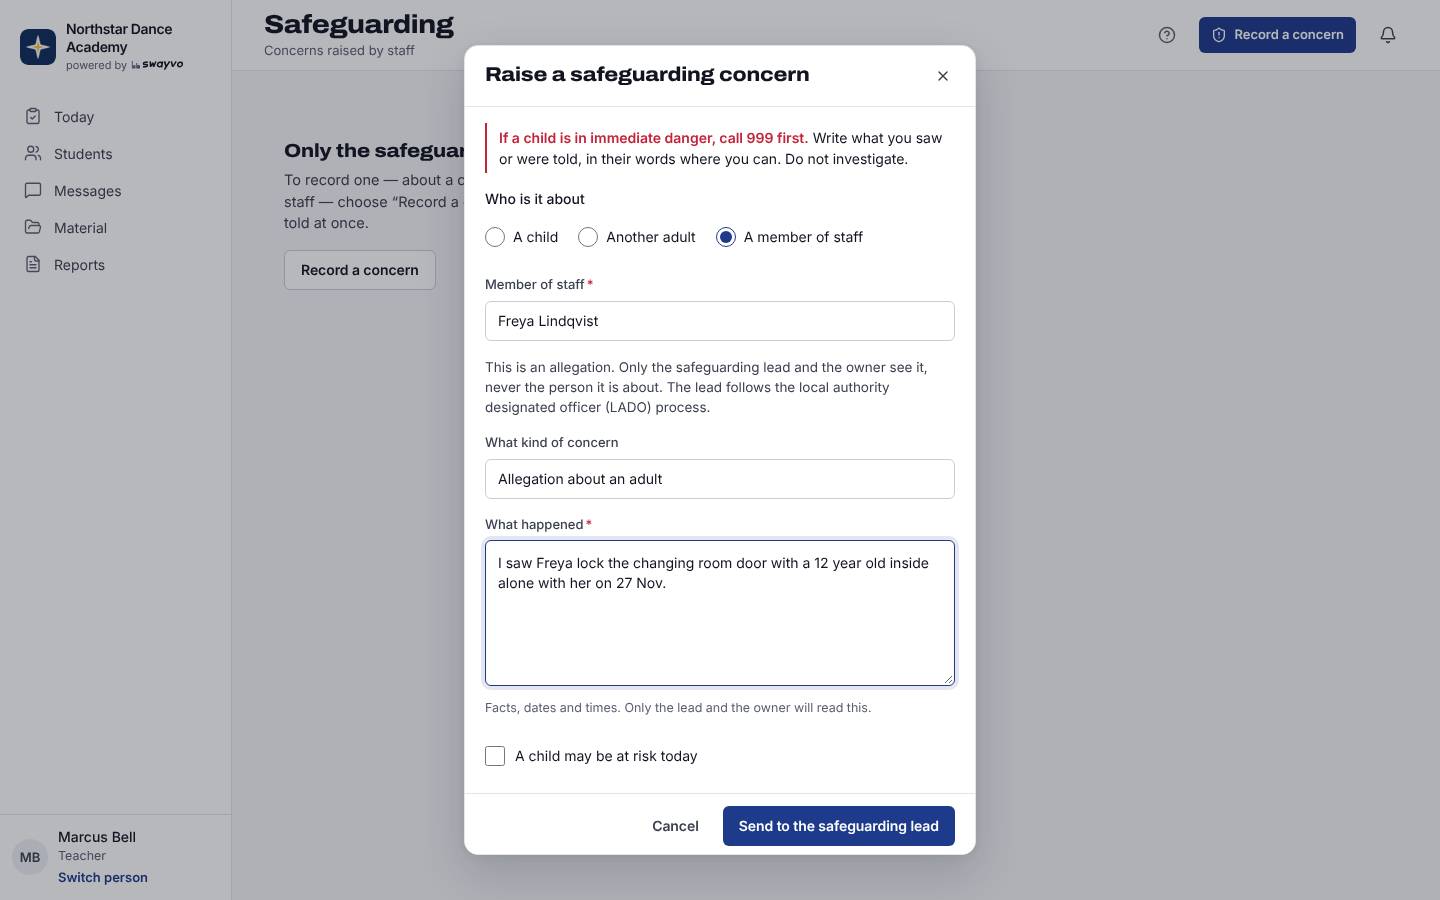 Northstar Dance
Academy
powered by swayvo
Safeguarding
Concerns raised by staff
Record a concern
Today
Students
Messages
Material
Reports
Only the safeguar
To record one — about a c
staff — choose “Record a
told at once.
Record a concern
Raise a safeguarding concern
If a child is in immediate danger, call 999 first. Write what you saw
or were told, in their words where you can. Do not investigate.
Who is it about
A child
Another adult
A member of staff
Member of staff *
Freya Lindqvist
This is an allegation. Only the safeguarding lead and the owner see it,
never the person it is about. The lead follows the local authority
designated officer (LADO) process.
What kind of concern
Allegation about an adult
What happened *
I saw Freya lock the changing room door with a 12 year old inside
alone with her on 27 Nov.
Facts, dates and times. Only the lead and the owner will read this.
A child may be at risk today
Cancel
Send to the safeguarding lead
MB
Marcus Bell
Teacher
Switch person